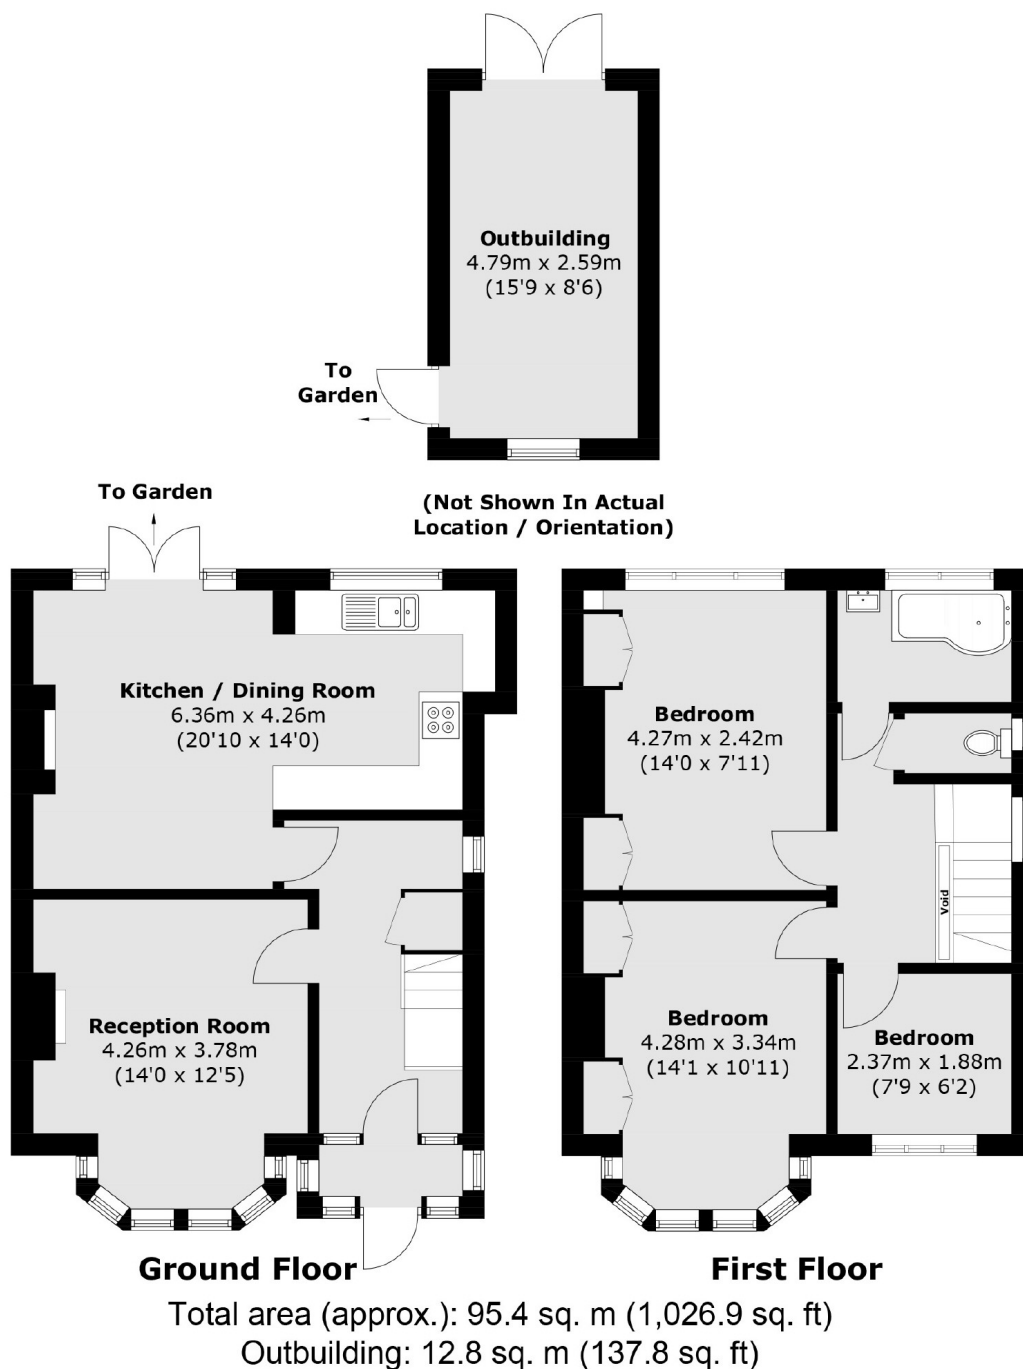 Outbuilding
4.79m x 2.59m
(15'9 x 8'6)
To
Garden
(Not Shown In Actual
Location / Orientation)
To Garden
Kitchen / Dining Room
6.36m x 4.26m
(20'10 x 14'0)
Reception Room
4.26m x 3.78m
(14'0 x 12'5)
Ground Floor
Bedroom
4.27m x 2.42m
(14'0 x 7'11)
Void
Bedroom
4.28m x 3.34m
(14'1 x 10'11)
Bedroom
2.37m x 1.88m
(7'9 x 6'2)
First Floor
Total area (approx.): 95.4 sq. m (1,026.9 sq. ft)
Outbuilding: 12.8 sq. m (137.8 sq. ft)